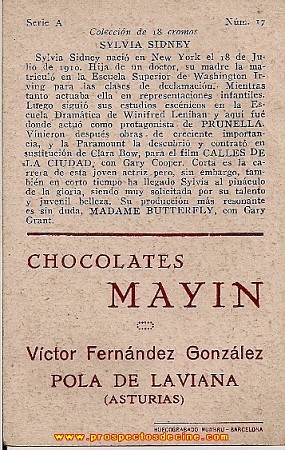 Serie A Núm. 17
Colección de 18 cromos
SYLVIA SIDNEY
Sylvia Sidney nació en New York el 18 de Ju-
lio de 1910. Hija de un doctor, su madre la ma-
triculó en la Escuela Superior de Washington Ir-
ving para las clases de declamación. Mientras
tanto actuaba ella en representaciones infantiles.
Luego siguió sus estudios escénicos en la Es-
cuela Dramática de Winifred Lenihan y aquí fué
donde actuó como protagonista de PRUNELLA.
Vinieron después obras de creciente importan-
cia, y la Paramount la descubrió y contrató en
sustitución de Clara Bow, para el film CALLES DE
LA CIUDAD, con Gary Cooper. Corta es la ca-
rrera de esta joven actriz pero, sin embargo, tam-
bién en corto tiempo ha llegado Sylvia al pináculo
de la gloria, siendo muy solicitada por su talento
y juvenil belleza. Su producción más resonante
es sin duda, MADAME BUTTERFLY, con Gary
Grant.
CHOCOLATES
MAYIN
Víctor Fernández González
POLA DE LAVIANA
(ASTURIAS)
HUECOGRABADO MUMBRU - BARCELONA
www.prospectosdecine.com